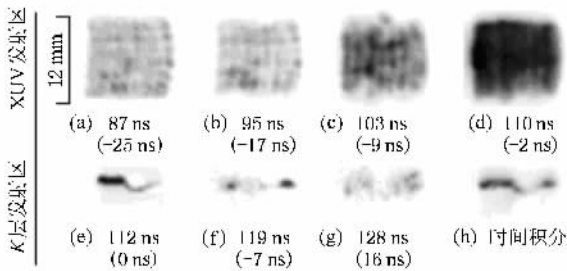 XUV发射区
12 mm
(a) 87 ns (b) 95 ns (c) 103 ns (d) 110 ns
(-25 ns) (-17 ns) (-9 ns) (-2 ns)
K层发射区
(e) 112 ns (f) 119 ns (g) 128 ns (h) 时间积分
(0 ns) (-7 ns) (16 ns)